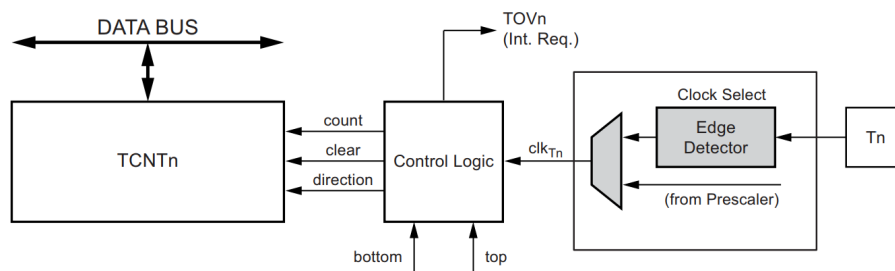 DATA BUS
TOVn
(Int. Req.)
TCNTn
count
clear
direction
Control Logic
clkTn
Clock Select
Edge
Detector
(from Prescaler)
Tn
bottom
top